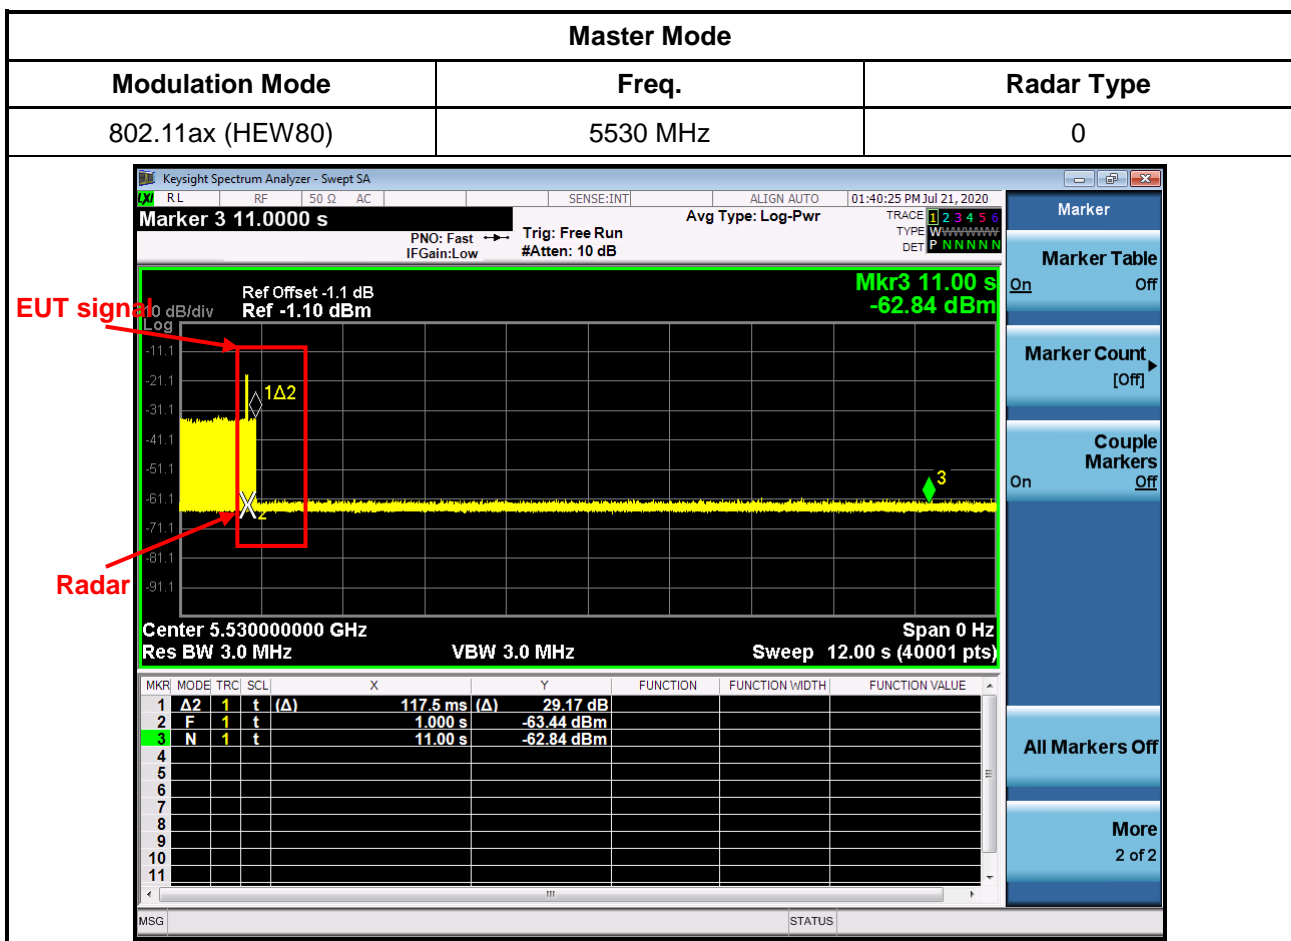 Master Mode
Modulation Mode Freq. Radar Type
802.11ax (HEW80) 5530 MHz 0
Keysight Spectrum Analyzer - Swept SA
LXI RL RF 50 Ω AC SENSE:INT ALIGN AUTO 01:40:25 PM Jul 21, 2020
Marker 3 11.0000 s
PNO: Fast
IFGain:Low
Trig: Free Run
#Atten: 10 dB
Avg Type: Log-Pwr
TRACE 1 2 3 4 5 6
TYPE WWWWWW
DET P N N N N N
Mkr3 11.00 s
-62.84 dBm
Ref Offset -1.1 dB
dB/div Ref -1.10 dBm
Log
EUT signal
Radar
-11.1
-21.1
-31.1
-41.1
-51.1
-61.1
-71.1
-81.1
-91.1
1Δ2
2
3
Center 5.530000000 GHz Span 0 Hz
Res BW 3.0 MHz VBW 3.0 MHz Sweep 12.00 s (40001 pts)
MKR MODE TRC SCL X Y FUNCTION FUNCTION WIDTH FUNCTION VALUE
1 Δ2 1 t (Δ) 117.5 ms (Δ) 29.17 dB
2 F 1 t 1.000 s -63.44 dBm
3 N 1 t 11.00 s -62.84 dBm
4
5
6
7
8
9
10
11
MSG STATUS
Marker
Marker Table
On Off
Marker Count
[Off]
Couple
Markers
On Off
All Markers Off
More
2 of 2